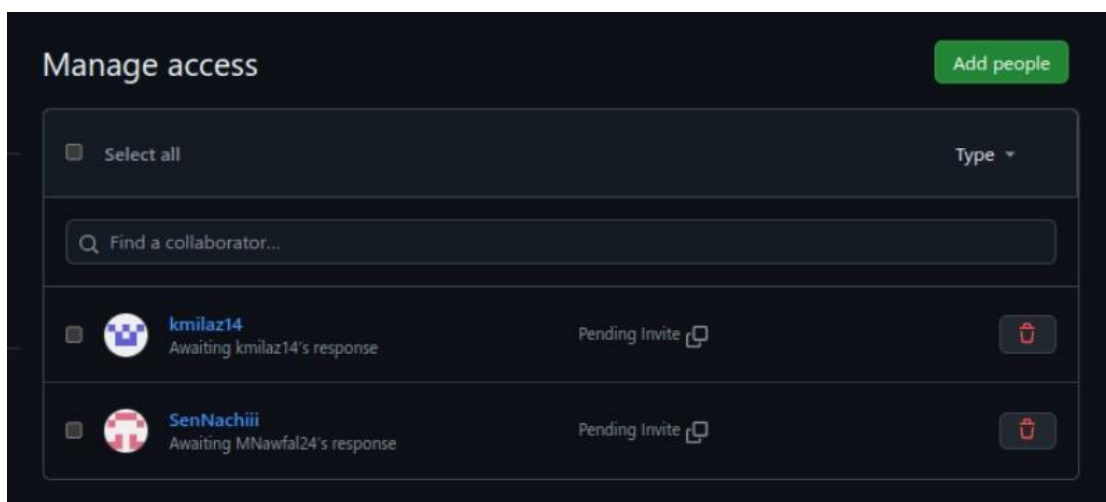 Manage access
Add people
Select all
Type
Find a collaborator...
kmilaz14
Awaiting kmilaz14's response
Pending Invite
SenNachiii
Awaiting MNawfal24's response
Pending Invite